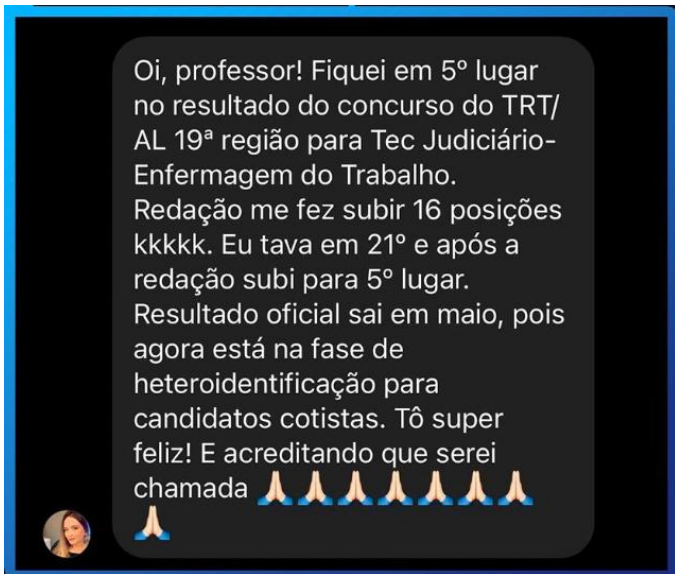 Oi, professor! Fiquei em 5º lugar
no resultado do concurso do TRT/
AL 19ª região para Tec Judiciário-
Enfermagem do Trabalho.
Redação me fez subir 16 posições
kkkkk. Eu tava em 21º e após a
redação subi para 5º lugar.
Resultado oficial sai em maio, pois
agora está na fase de
heteroidentificação para
candidatos cotistas. Tô super
feliz! E acreditando que serei
chamada 🙏🏻🙏🏻🙏🏻🙏🏻🙏🏻🙏🏻🙏🏻
🙏🏻